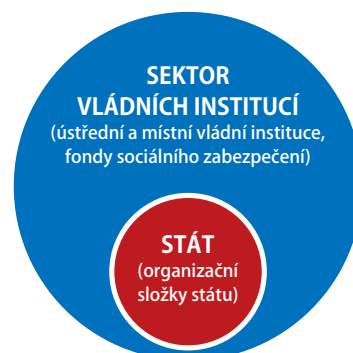 SEKTOR
VLÁDNÍCH INSTITUCÍ
(ústřední a místní vládní instituce,
fondy sociálního zabezpečení)
STÁT
(organizační
složky státu)